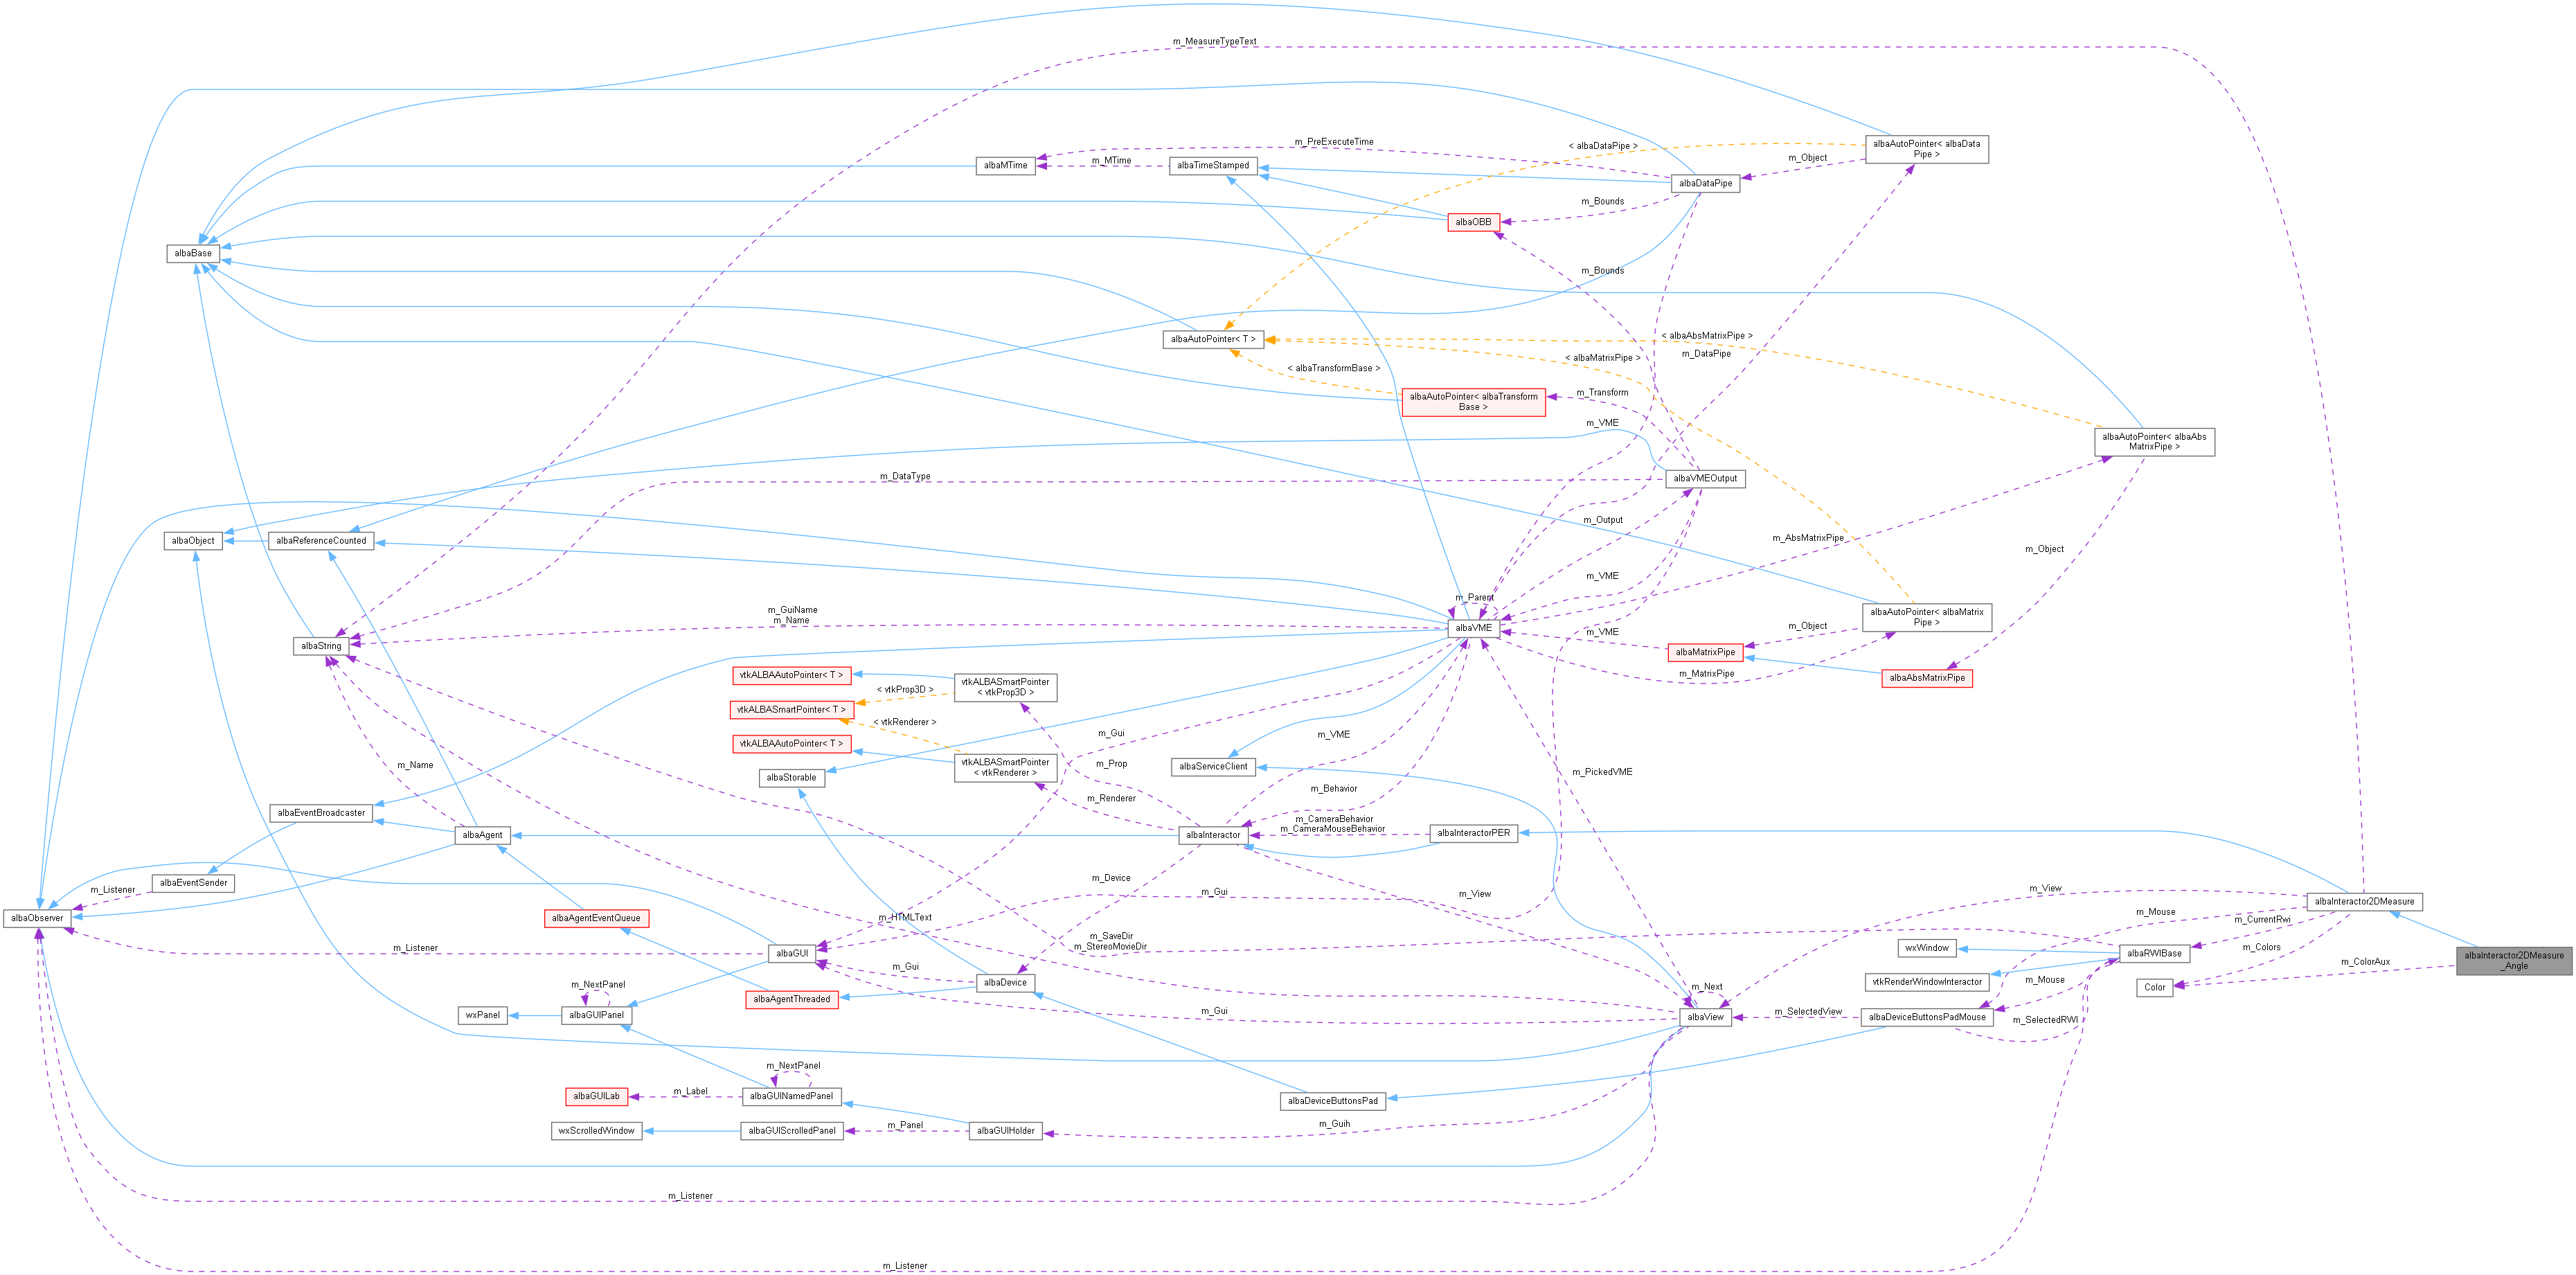 m_MeasureTypeText
m_PreExecuteTime
< albaDataPipe >
albaAutoPointer< albaData
Pipe >
albaMTime
m_MTime
albaTimeStamped
m_Object
albaDataPipe
m_Bounds
albaOBB
albaBase
m_Bounds
albaAutoPointer< T >
< albaAbsMatrixPipe >
< albaMatrixPipe >
m_DataPipe
< albaTransformBase >
albaAutoPointer< albaTransform
Base >
m_Transform
m_VME
albaAutoPointer< albaAbs
MatrixPipe >
m_DataType
albaVMEOutput
m_Output
albaObject
albaReferenceCounted
m_AbsMatrixPipe
m_Object
m_VME
m_Parent
m_GuiName
m_Name
albaAutoPointer< albaMatrix
Pipe >
albaVME
m_VME
m_Object
albaString
albaMatrixPipe
m_MatrixPipe
albaAbsMatrixPipe
vtkALBAAutoPointer< T >
vtkALBASmartPointer
< vtkProp3D >
< vtkProp3D >
vtkALBASmartPointer< T >
< vtkRenderer >
m_Gui
m_VME
vtkALBAAutoPointer< T >
vtkALBASmartPointer
< vtkRenderer >
m_Prop
albaServiceClient
m_PickedVME
m_Name
albaStorable
m_Behavior
m_Renderer
albaEventBroadcaster
m_CameraBehavior
m_CameraMouseBehavior
albaAgent
albaInteractor
albaInteractorPER
albaEventSender
m_Listener
m_Device
m_Gui
m_View
m_View
albaInteractor2DMeasure
albaObserver
albaAgentEventQueue
m_HTMLText
m_Mouse
m_CurrentRwi
m_SaveDir
m_StereoMovieDir
m_Listener
albaGUI
wxWindow
albaRWIBase
m_Colors
albaInteractor2DMeasure
_Angle
m_ColorAux
m_Gui
albaDevice
vtkRenderWindowInteractor
m_Mouse
Color
m_NextPanel
albaAgentThreaded
m_Next
m_Gui
wxPanel
albaGUIPanel
albaView
m_SelectedView
albaDeviceButtonsPadMouse
m_SelectedRWI
m_NextPanel
albaGUILab
m_Label
albaGUINamedPanel
albaDeviceButtonsPad
wxScrolledWindow
albaGUIScrolledPanel
m_Panel
albaGUIHolder
m_Guih
m_Listener
m_Listener